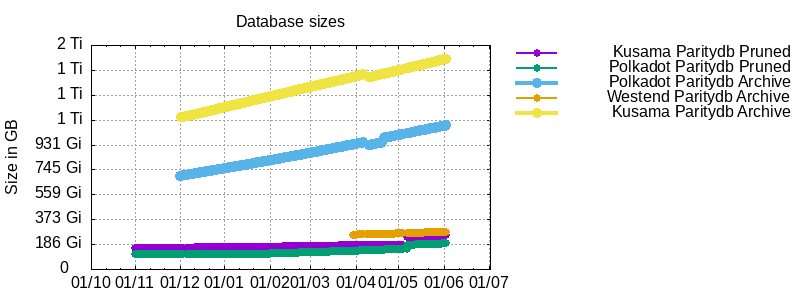 Database sizes
2 Ti
1 Ti
1 Ti
1 Ti
931 Gi
745 Gi
559 Gi
373 Gi
186 Gi
0
Size in GB
01/10 01/11 01/12 01/01 01/02 01/03 01/04 01/05 01/06 01/07
Kusama Paritydb Pruned
Polkadot Paritydb Pruned
Polkadot Paritydb Archive
Westend Paritydb Archive
Kusama Paritydb Archive